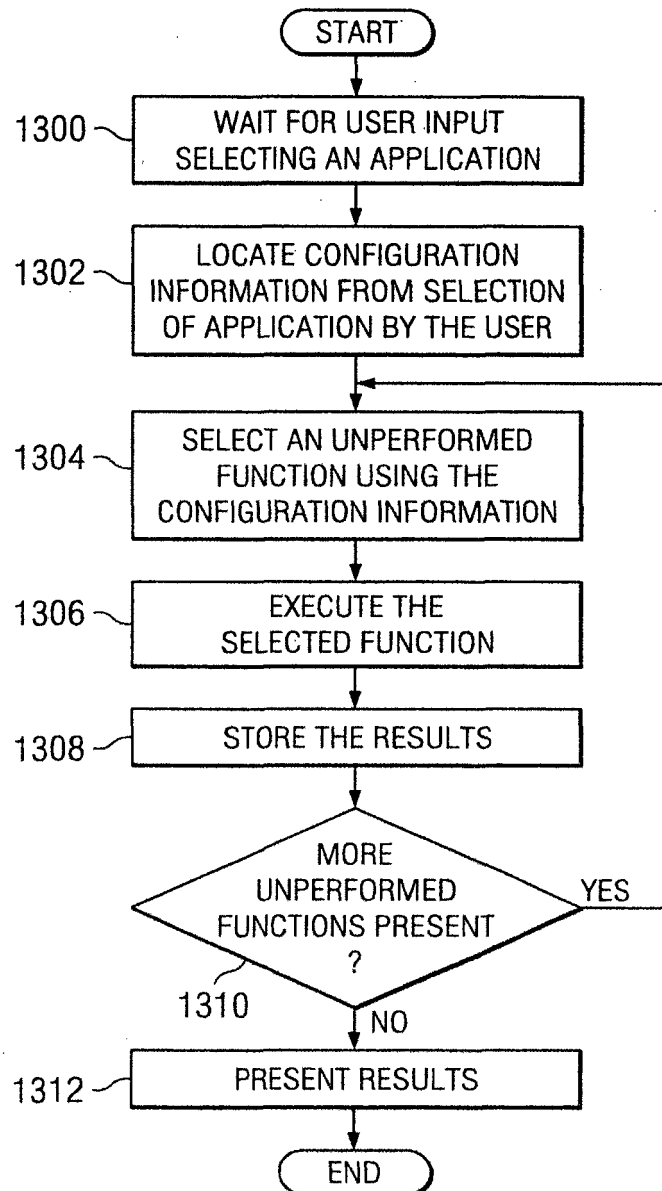 START
1300
WAIT FOR USER INPUT
SELECTING AN APPLICATION
1302
LOCATE CONFIGURATION
INFORMATION FROM SELECTION
OF APPLICATION BY THE USER
1304
SELECT AN UNPERFORMED
FUNCTION USING THE
CONFIGURATION INFORMATION
1306
EXECUTE THE
SELECTED FUNCTION
1308
STORE THE RESULTS
MORE
UNPERFORMED
FUNCTIONS PRESENT
?
YES
1310
NO
1312
PRESENT RESULTS
END